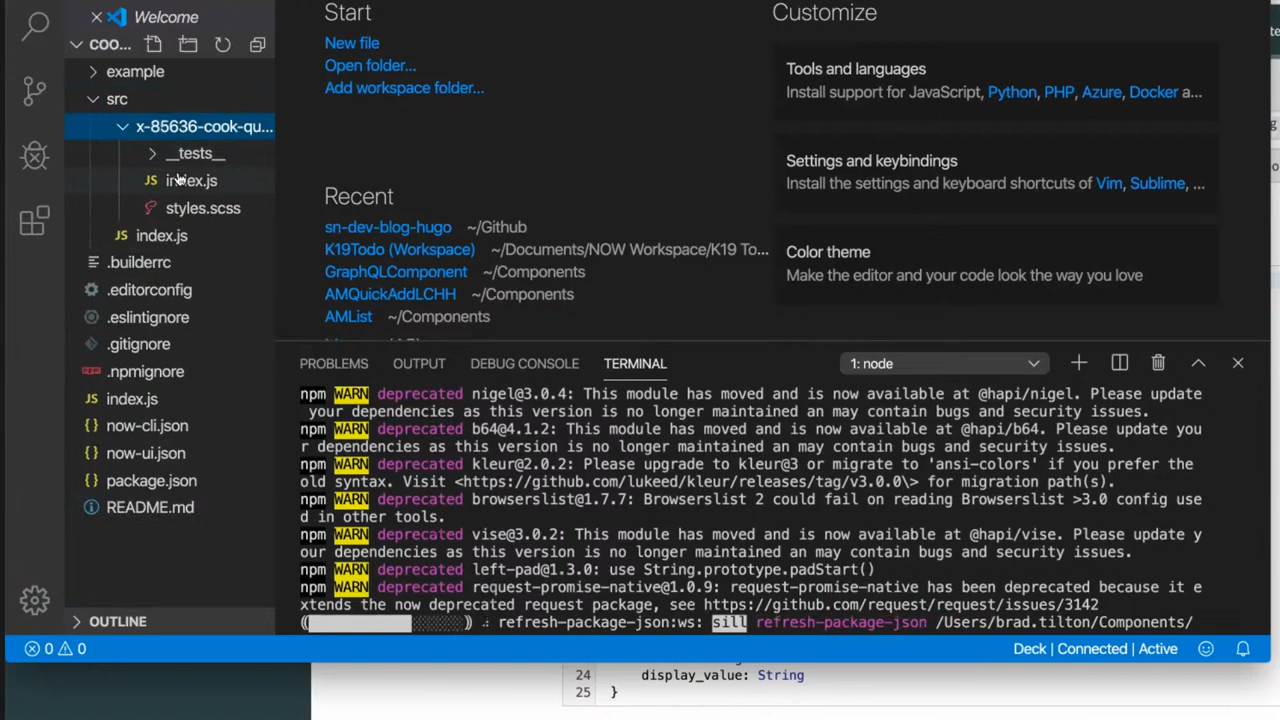 Welcome
COO...
example
src
x-85636-cook-qu...
__tests__
index.js
styles.scss
index.js
.builderrc
.editorconfig
.eslintignore
.gitignore
.npmignore
index.js
now-cli.json
now-ui.json
package.json
README.md
OUTLINE
Start
New file
Open folder...
Add workspace folder...
Recent
sn-dev-blog-hugo ~/Github
K19Todo (Workspace) ~/Documents/NOW Workspace/K19 To...
GraphQLComponent ~/Components
AMQuickAddLCHH ~/Components
AMList ~/Components
Customize
Tools and languages
Install support for JavaScript, Python, PHP, Azure, Docker a...
Settings and keybindings
Install the settings and keyboard shortcuts of Vim, Sublime, ...
Color theme
Make the editor and your code look the way you love
PROBLEMS OUTPUT DEBUG CONSOLE TERMINAL 1: node
npm WARN deprecated nigel@3.0.4: This module has moved and is now available at @hapi/nigel. Please update
your dependencies as this version is no longer maintained an may contain bugs and security issues.
npm WARN deprecated b64@4.1.2: This module has moved and is now available at @hapi/b64. Please update you
r dependencies as this version is no longer maintained an may contain bugs and security issues.
npm WARN deprecated kleur@2.0.2: Please upgrade to kleur@3 or migrate to 'ansi-colors' if you prefer the
old syntax. Visit <https://github.com/lukeed/kleur/releases/tag/v3.0.0\> for migration path(s).
npm WARN deprecated browserslist@1.7.7: Browserslist 2 could fail on reading Browserslist >3.0 config use
d in other tools.
npm WARN deprecated vise@3.0.2: This module has moved and is now available at @hapi/vise. Please update y
our dependencies as this version is no longer maintained an may contain bugs and security issues.
npm WARN deprecated left-pad@1.3.0: use String.prototype.padStart()
npm WARN deprecated request-promise-native@1.0.9: request-promise-native has been deprecated because it e
xtends the now deprecated request package, see https://github.com/request/request/issues/3142
refresh-package-json:ws: sill refresh-package-json /Users/brad.tilton/Components/
0 0
Deck | Connected | Active
24 display_value: String
25 }